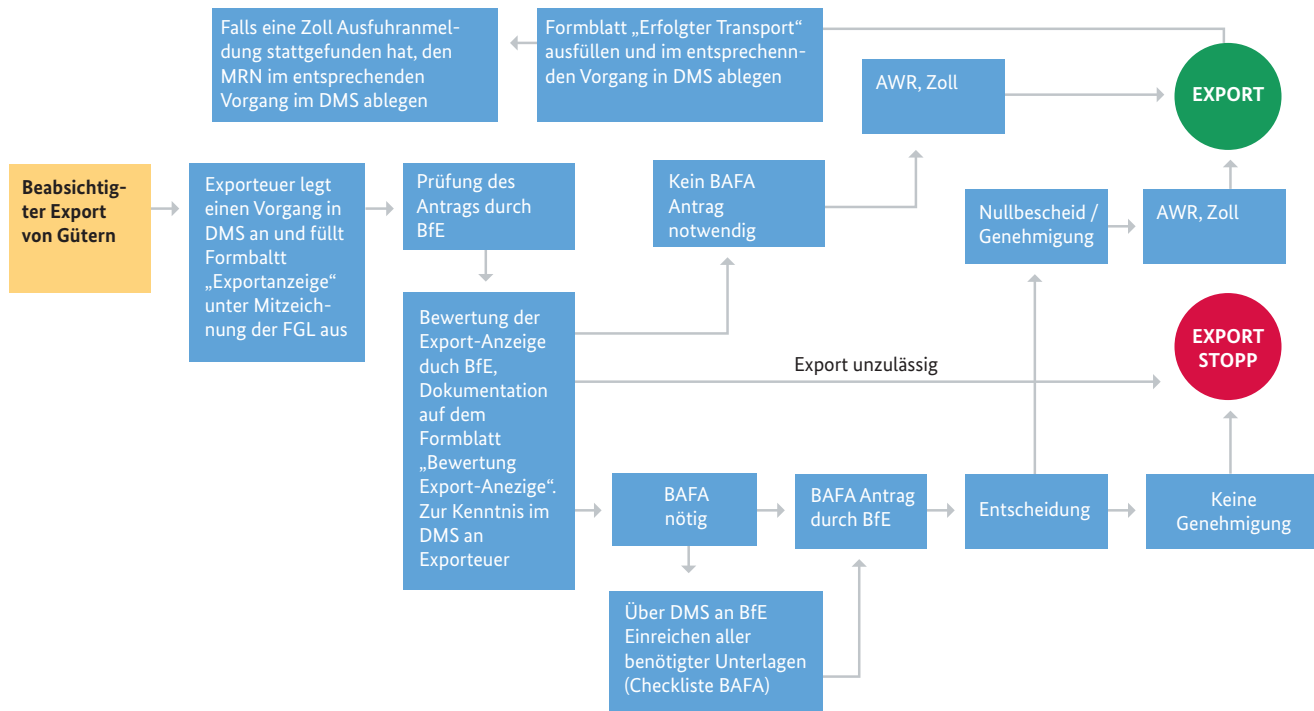 Falls eine Zoll Ausfuhranmel-
dung stattgefunden hat, den
MRN im entsprechenden
Vorgang im DMS ablegen
Formblatt „Erfolgter Transport“
ausfüllen und im entsprechenn-
den Vorgang in DMS ablegen
AWR, Zoll
EXPORT
Beabsichtig-
ter Export
von Gütern
Exporteuer legt
einen Vorgang in
DMS an und füllt
Formbaltt
„Exportanzeige“
unter Mitzeich-
nung der FGL aus
Prüfung des
Antrags durch
BfE
Kein BAFA
Antrag
notwendig
Nullbescheid /
Genehmigung
AWR, Zoll
Bewertung der
Export-Anzeige
duch BfE,
Dokumentation
auf dem
Formblatt
„Bewertung
Export-Anezige“.
Zur Kenntnis im
DMS an
Exporteuer
Export unzulässig
EXPORT
STOPP
BAFA
nötig
BAFA Antrag
durch BfE
Entscheidung
Keine
Genehmigung
Über DMS an BfE
Einreichen aller
benötigter Unterlagen
(Checkliste BAFA)